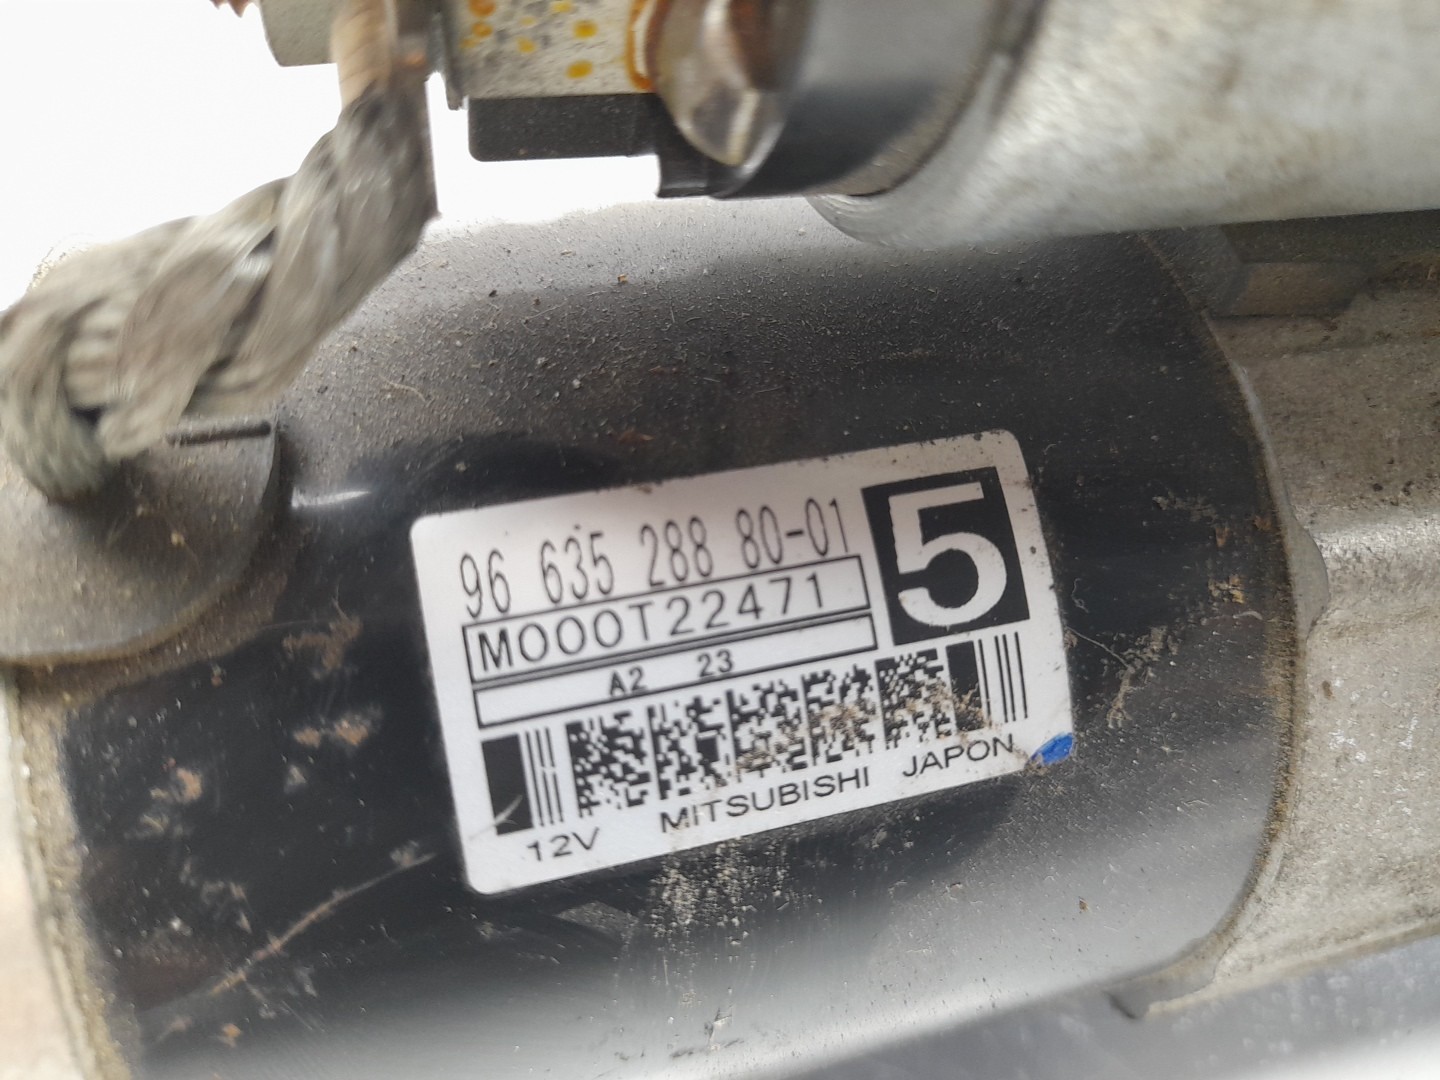 96 635 288 80-01
5
M000T22471
A2 23
12V MITSUBISHI JAPON